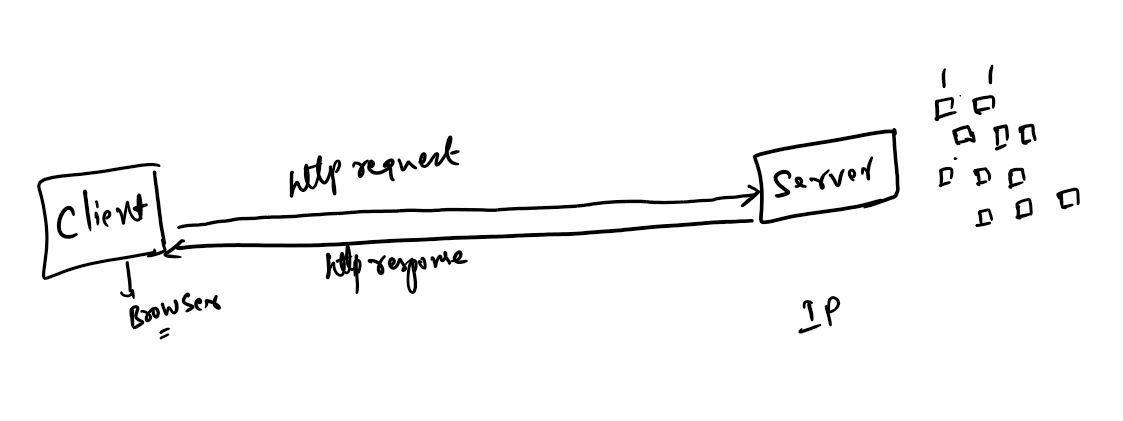 http request
Server
Client
http response
Browser
IP